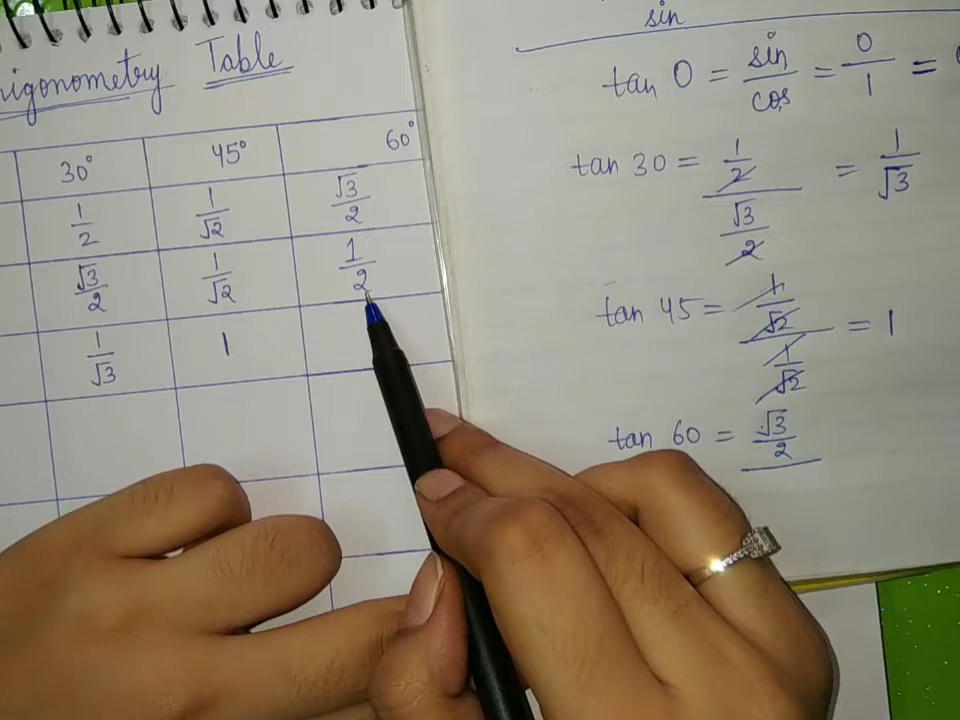 rigonometry Table
30° 45° 60°
1/2 1/√2 √3/2
√3/2 1/√2 1/2
1/√3 1
sin
tan 0 = sin/cos = 0/1 =
tan 30 = (1/2)/(√3/2) = 1/√3
tan 45 = (1/√2)/(1/√2) = 1
tan 60 = √3/2